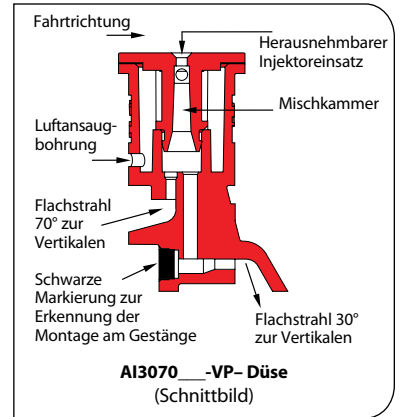 Fahrtrichtung
Herausnehmbarer
Injektoreinsatz
Mischkammer
Luftansaug-
bohrung
Flachstrahl
70° zur
Vertikalen
Schwarze
Markierung zur
Erkennung der
Montage am Gestänge
Flachstrahl 30°
zur Vertikalen
AI3070___-VP– Düse
(Schnittbild)